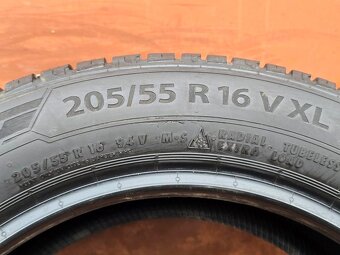 205/55 R 16 V XL
205/55 R 16 94V M+S RADIAL TUBELESS
EXTRA LOAD